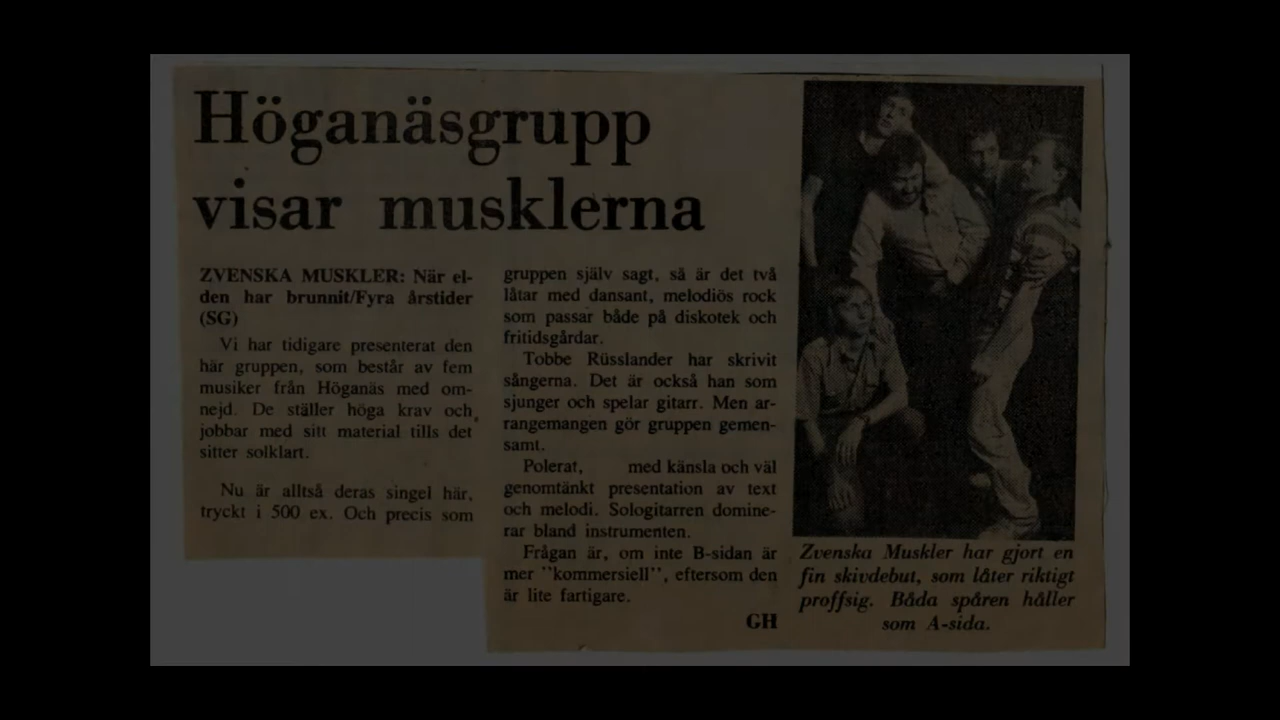 Höganäsgrupp
visar musklerna
ZVENSKA MUSKLER: När el-
den har brunnit/Fyra årstider
(SG)
Vi har tidigare presenterat den
här gruppen, som består av fem
musiker från Höganäs med om-
nejd. De ställer höga krav och
jobbar med sitt material tills det
sitter solklart.
Nu är alltså deras singel här,
tryckt i 500 ex. Och precis som
gruppen själv sagt, så är det två
låtar med dansant, melodiös rock
som passar både på diskotek och
fritidsgårdar.
Tobbe Rüsslander har skrivit
sångerna. Det är också han som
sjunger och spelar gitarr. Men ar-
rangemangen gör gruppen gemen-
samt.
Polerat, med känsla och väl
genomtänkt presentation av text
och melodi. Sologitarren domine-
rar bland instrumenten.
Frågan är, om inte B-sidan är
mer "kommersiell", eftersom den
är lite fartigare.
GH
Zvenska Muskler har gjort en
fin skivdebut, som låter riktigt
proffsig. Båda spåren håller
som A-sida.